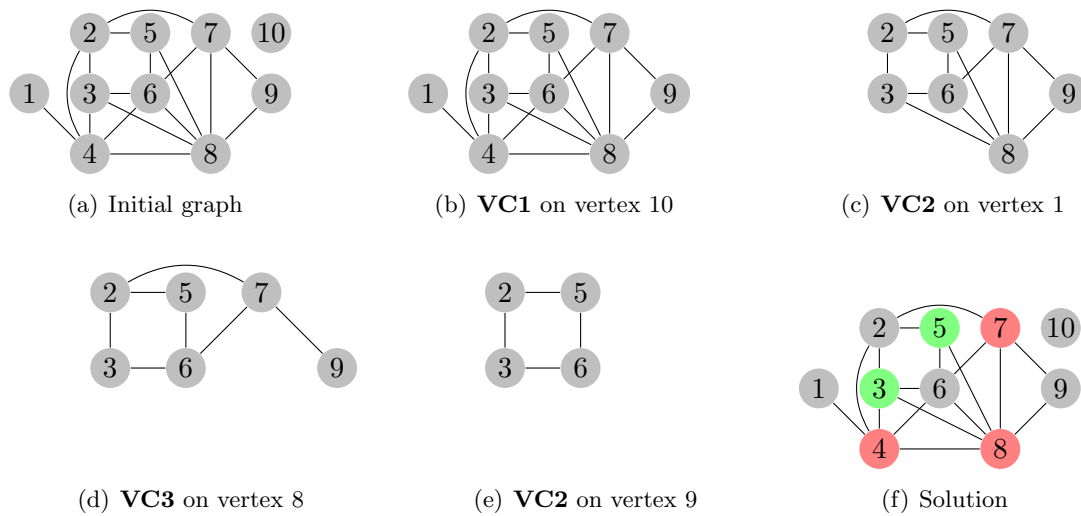 2 5 7 10
1 3 6 9
4 8
(a) Initial graph
2 5 7
1 3 6 9
4 8
(b) VC1 on vertex 10
2 5 7
3 6 9
8
(c) VC2 on vertex 1
2 5 7
3 6 9
(d) VC3 on vertex 8
2 5
3 6
(e) VC2 on vertex 9
2 5 7 10
1 3 6 9
4 8
(f) Solution